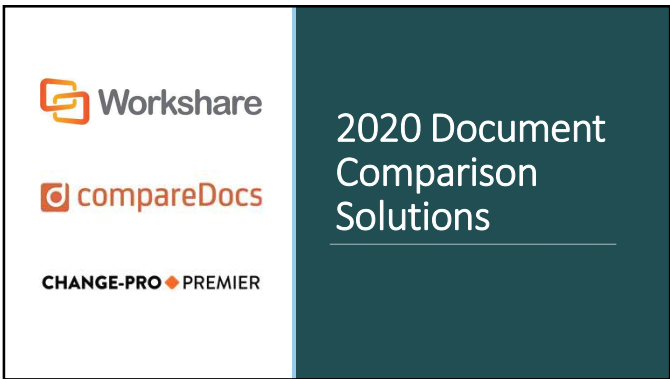 Workshare
compareDocs
CHANGE-PRO PREMIER
2020 Document
Comparison
Solutions